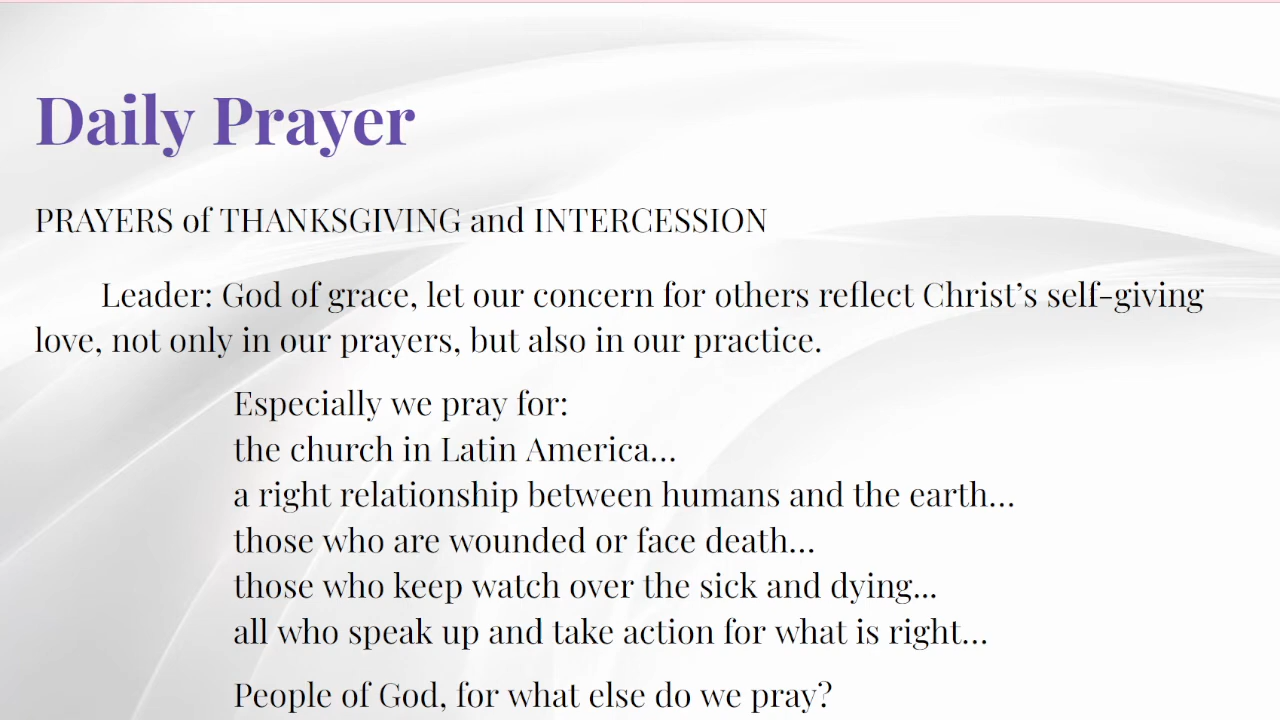 Daily Prayer
PRAYERS of THANKSGIVING and INTERCESSION
Leader: God of grace, let our concern for others reflect Christ’s self-giving
love, not only in our prayers, but also in our practice.
Especially we pray for:
the church in Latin America…
a right relationship between humans and the earth…
those who are wounded or face death…
those who keep watch over the sick and dying...
all who speak up and take action for what is right…
People of God, for what else do we pray?